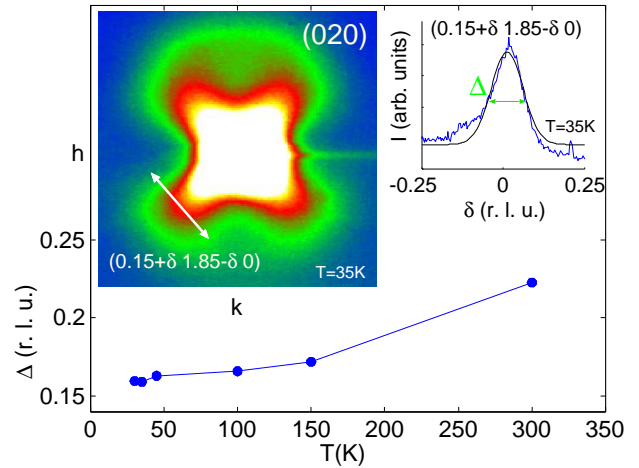 (020)
(0.15+δ 1.85-δ 0)
T=35K
h
k
(0.15+δ 1.85-δ 0)
I (arb. units)
Δ
T=35K
-0.25 0 0.25
δ (r. l. u.)
Δ (r. l. u.)
0.25
0.2
0.15
0 50 100 150 200 250 300 350
T(K)